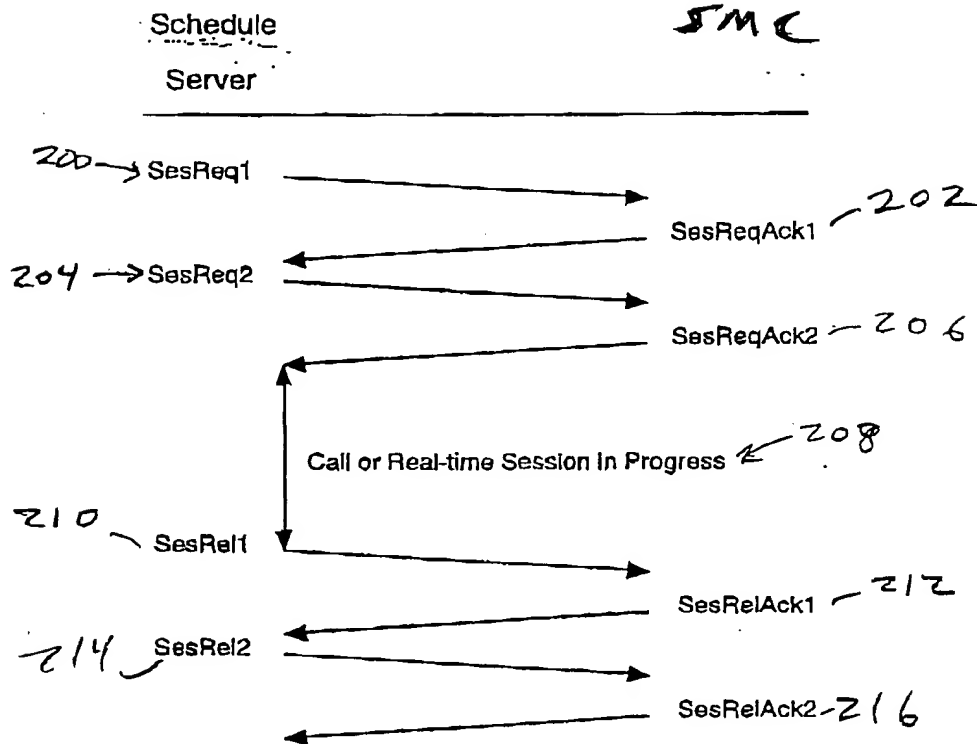 Schedule SMC
Server
200 SesReq1
SesReqAck1 202
204 SesReq2
SesReqAck2 206
Call or Real-time Session in Progress 208
210 SesRel1
SesRelAck1 212
214 SesRel2
SesRelAck2 216